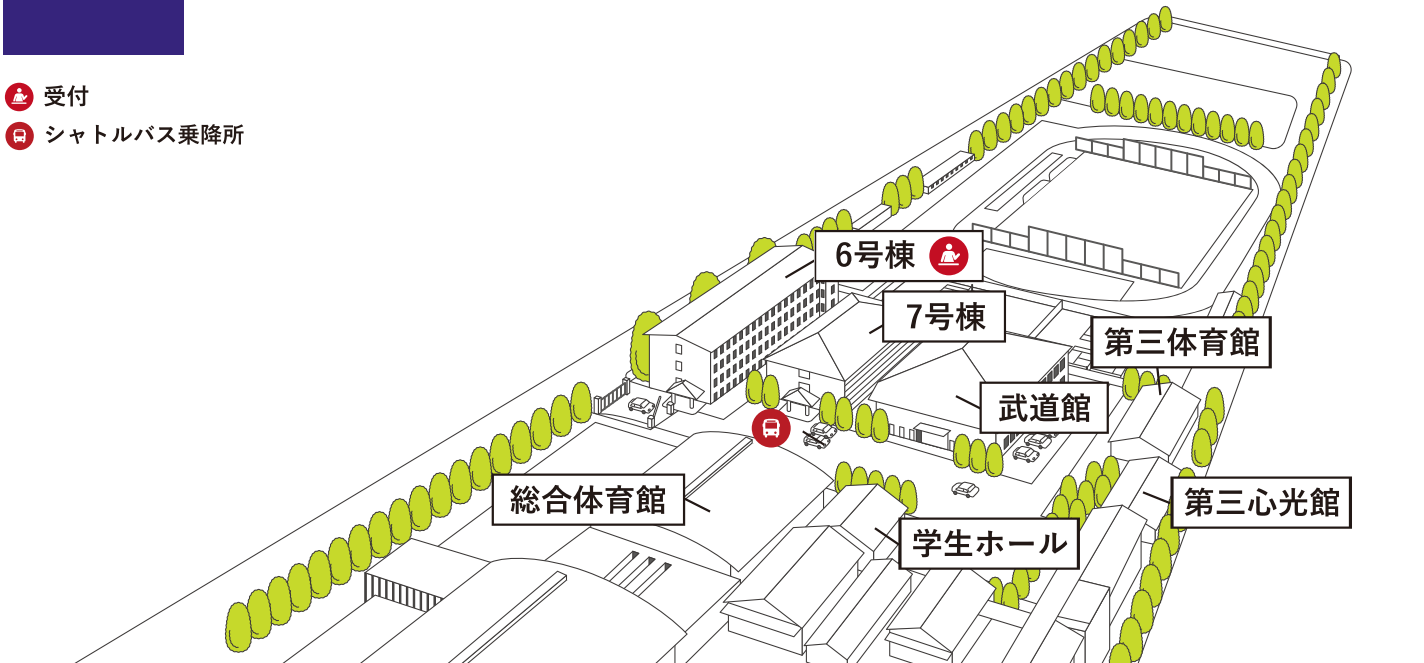 受付
シャトルバス乗降所
6号棟
7号棟
第三体育館
武道館
総合体育館
第三心光館
学生ホール